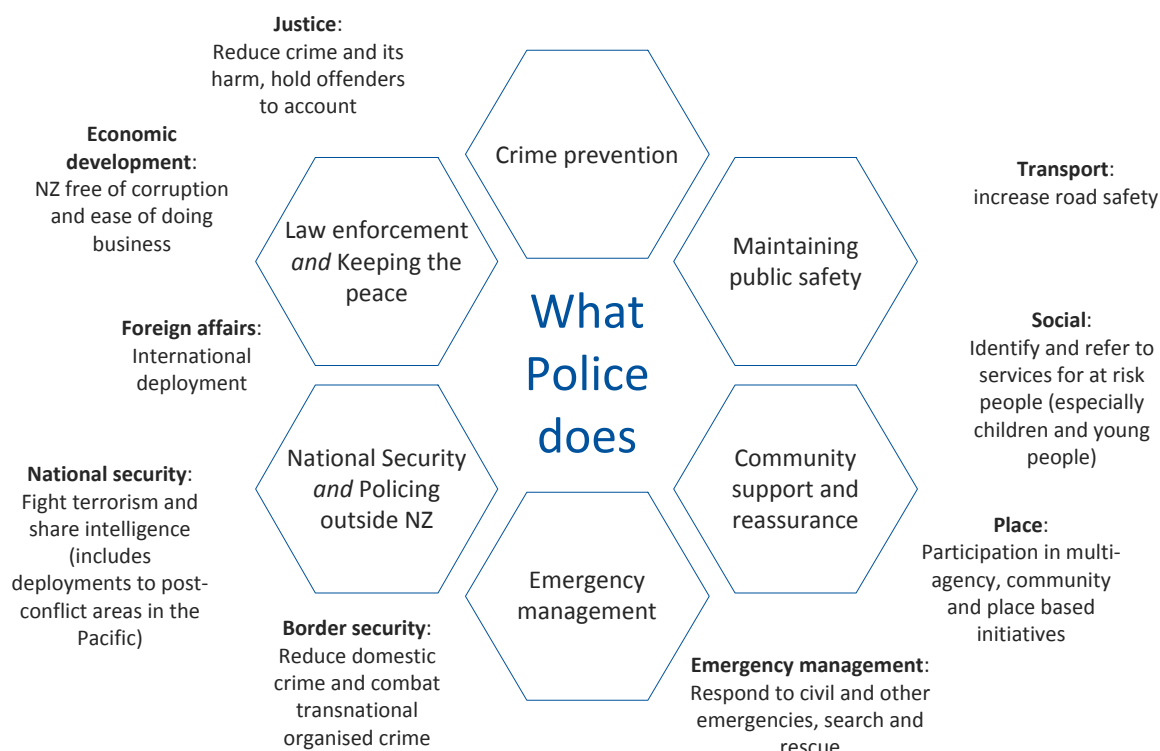 Justice:
Reduce crime and its
harm, hold offenders
to account
Economic
development:
NZ free of corruption
and ease of doing
business
Foreign affairs:
International
deployment
National security:
Fight terrorism and
share intelligence
(includes
deployments to post-
conflict areas in the
Pacific)
Border security:
Reduce domestic
crime and combat
transnational
organised crime
Crime prevention
Law enforcement
and Keeping the
peace
Maintaining
public safety
What
Police
does
National Security
and Policing
outside NZ
Community
support and
reassurance
Emergency
management
Transport:
increase road safety
Social:
Identify and refer to
services for at risk
people (especially
children and young
people)
Place:
Participation in multi-
agency, community
and place based
initiatives
Emergency management:
Respond to civil and other
emergencies, search and
rescue